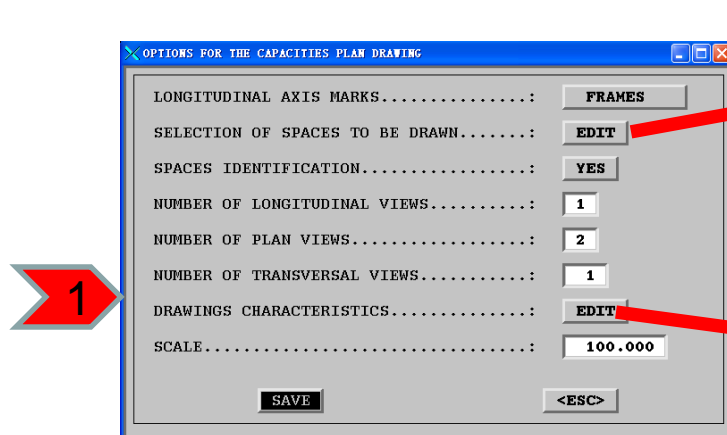 OPTIONS FOR THE CAPACITIES PLAN DRAWING
LONGITUDINAL AXIS MARKS...............: FRAMES
SELECTION OF SPACES TO BE DRAWN.......: EDIT
SPACES IDENTIFICATION.................: YES
NUMBER OF LONGITUDINAL VIEWS..........: 1
NUMBER OF PLAN VIEWS..................: 2
NUMBER OF TRANSVERSAL VIEWS...........: 1
1
DRAWINGS CHARACTERISTICS..............: EDIT
SCALE.................................: 100.000
SAVE <ESC>